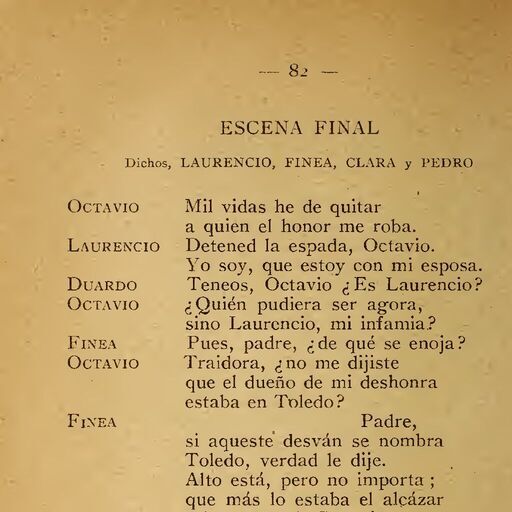 — 82 —
ESCENA FINAL
Dichos, LAURENCIO, FINEA, CLARA y PEDRO
OCTAVIO Mil vidas he de quitar
a quien el honor me roba.
LAURENCIO Detened la espada, Octavio.
Yo soy, que estoy con mi esposa.
DUARDO Teneos, Octavio ¿Es Laurencio?
OCTAVIO ¿Quién pudiera ser agora,
sino Laurencio, mi infamia?
FINEA Pues, padre, ¿de qué se enoja?
OCTAVIO Traidora, ¿no me dijiste
que el dueño de mi deshonra
estaba en Toledo?
FINEA Padre,
si aqueste desván se nombra
Toledo, verdad le dije.
Alto está, pero no importa;
que más lo estaba el alcázar